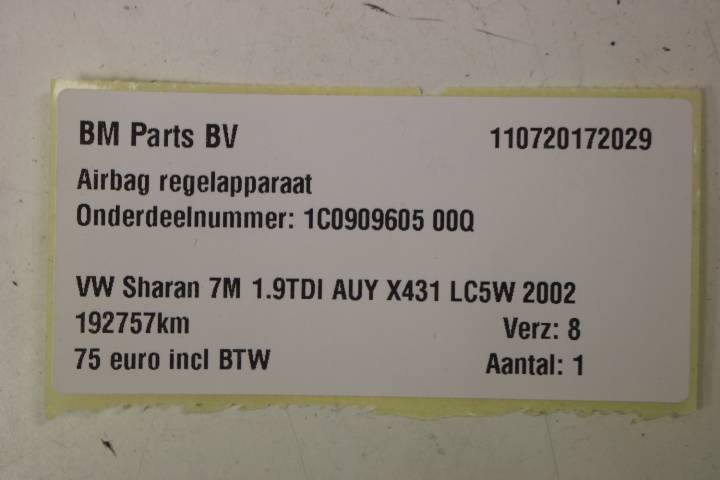 BM Parts BV 110720172029
Airbag regelapparaat
Onderdeelnummer: 1C0909605 00Q
VW Sharan 7M 1.9TDI AUY X431 LC5W 2002
192757km Verz: 8
75 euro incl BTW Aantal: 1